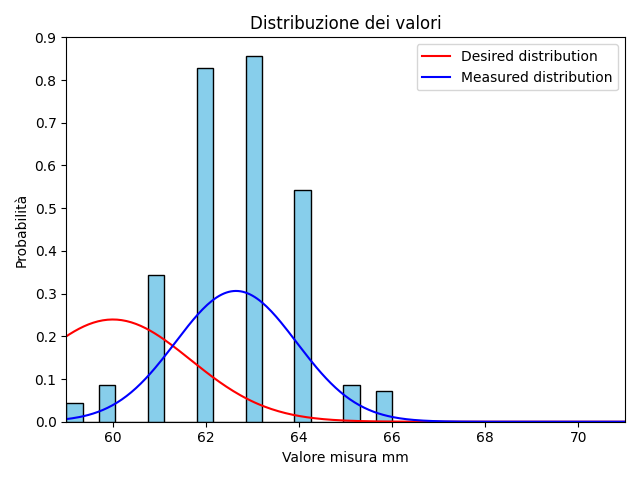 Distribuzione dei valori
Desired distribution
Measured distribution
Probabilità
0.9
0.8
0.7
0.6
0.5
0.4
0.3
0.2
0.1
0.0
60 62 64 66 68 70
Valore misura mm